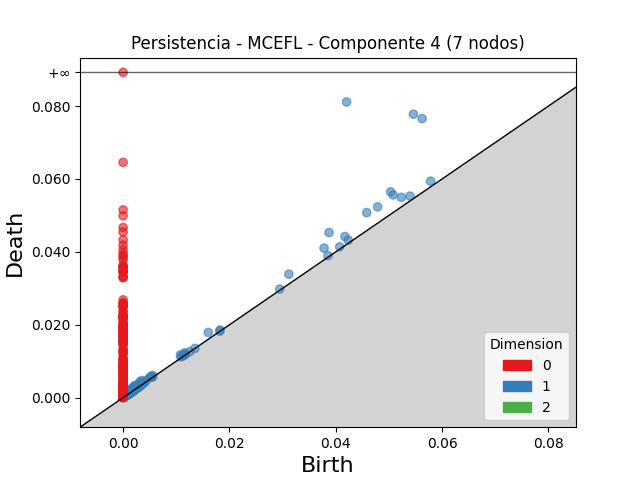 Persistencia - MCEFL - Componente 4 (7 nodos)
+∞
0.080
0.060
0.040
0.020
0.000
Death
0.00 0.02 0.04 0.06 0.08
Birth
Dimension
0
1
2